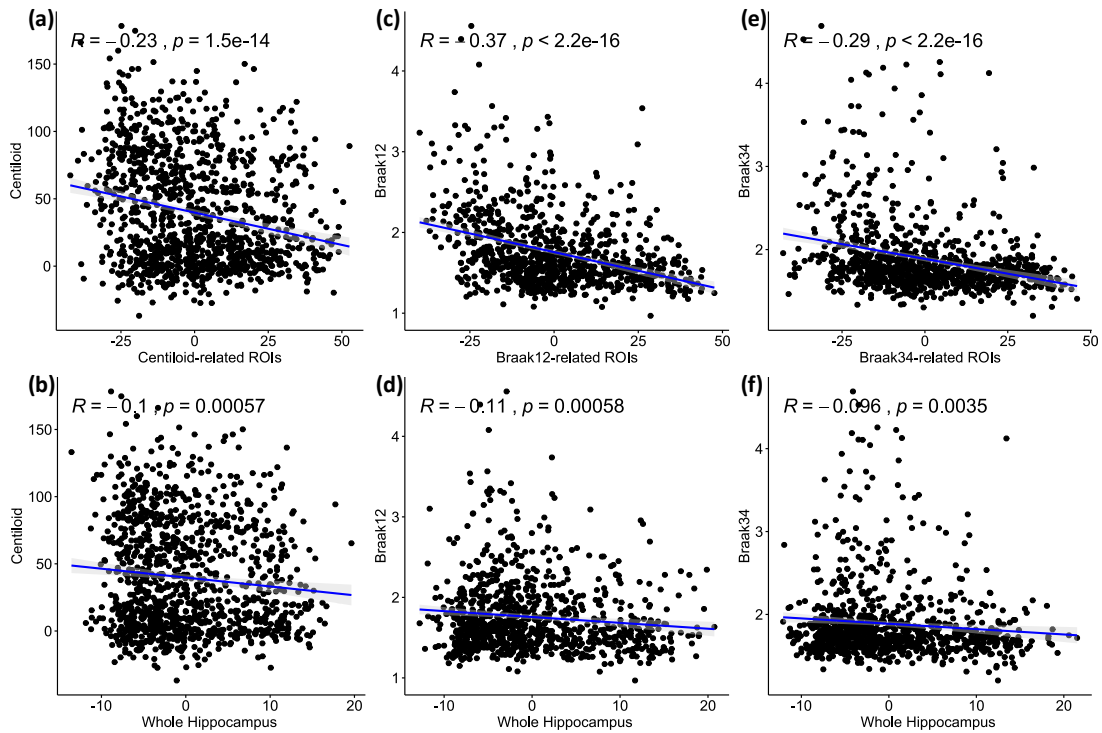 (a)
R = −0.23 , p = 1.5e-14
Centiloid
150
100
50
0
-25
0
25
50
Centiloid-related ROIs
(c)
R = −0.37 , p < 2.2e-16
Braak12
4
3
2
1
-25
0
25
50
Braak12-related ROIs
(e)
R = −0.29 , p < 2.2e-16
Braak34
4
3
2
-25
0
25
50
Braak34-related ROIs
(b)
R = −0.1 , p = 0.00057
Centiloid
150
100
50
0
-10
0
10
20
Whole Hippocampus
(d)
R = −0.11 , p = 0.00058
Braak12
4
3
2
1
-10
0
10
20
Whole Hippocampus
(f)
R = −0.096 , p = 0.0035
Braak34
4
3
2
-10
0
10
20
Whole Hippocampus